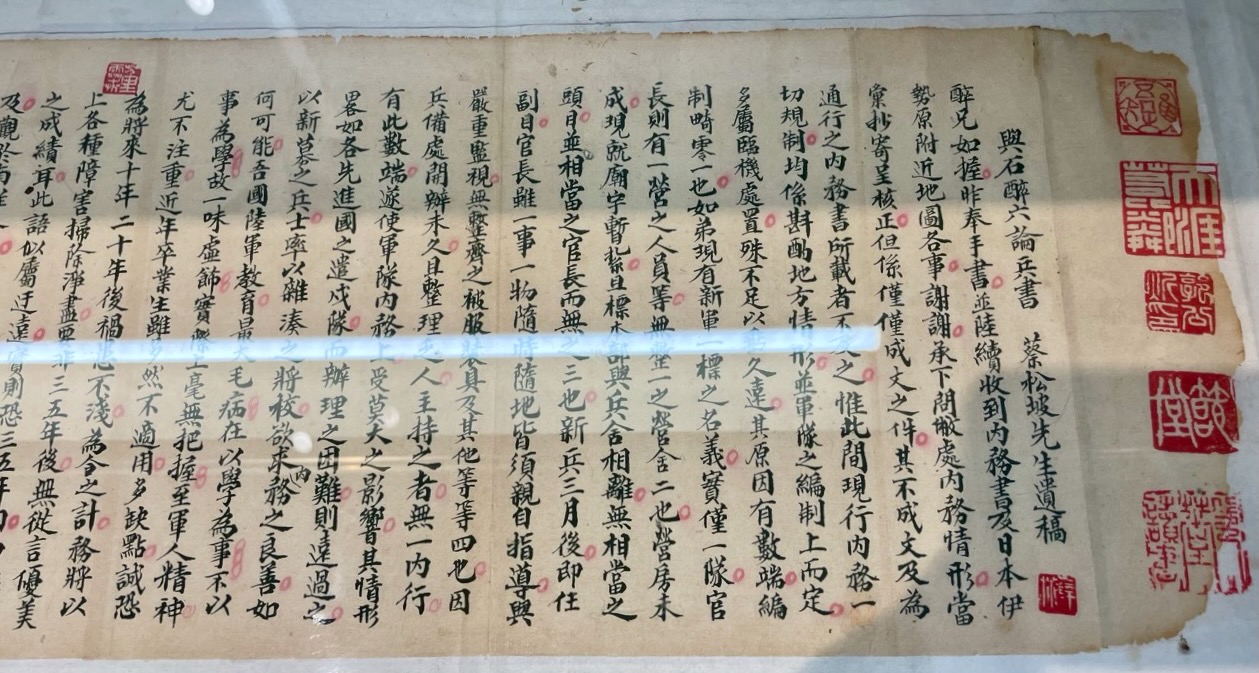 與石醉六論兵書　蔡松坡先生遺稿
醉兄如握昨奉手書並陸續收到內務書及日本伊
勢原附近地圖各事謝謝承下問敝處內務情形當
彙抄寄呈核正但係僅僅成文之件其不成文及為
通行之內務書所載者不及之惟此間現行內務一
切規制均係斟酌地方情形並軍隊之編制上而定
多屬臨機處置殊不足以久遠其原因有數端編
制畸零一也如弟現有新軍一標之名義實僅一隊官
長則有一營之人員等無整一之營舍二也營房未
成現就廟宇暫紮且標本部與兵舍相離無相當之
頭目並相當之官長而無之三也新兵三月後即任
副目官長雖一事一物隨時隨地皆須親自指導與
嚴重監視無整齊之被服裝具及其他等等四也因
兵備處開辦未久且整理乏人主持之者無一內行
有此數端遂使軍隊內務上受莫大之影響其情形
畧如各先進國之遣戍隊而辦理之困難則遠過之
以新募之兵士率以雜湊之將校欲求內務之良善如
何可能吾國陸軍教育最大毛病在以學為事不以
事為學故一味虛飾實際上毫無把握至軍人精神
尤不注重近年卒業生雖多然不適用多缺點誠恐
為將來十年二十年後禍患不淺為今之計務將以
上各種障害掃除淨盡要非三五年後無從言優美
之成績耳此語似屬迂遠實則恐三五年
及觀於